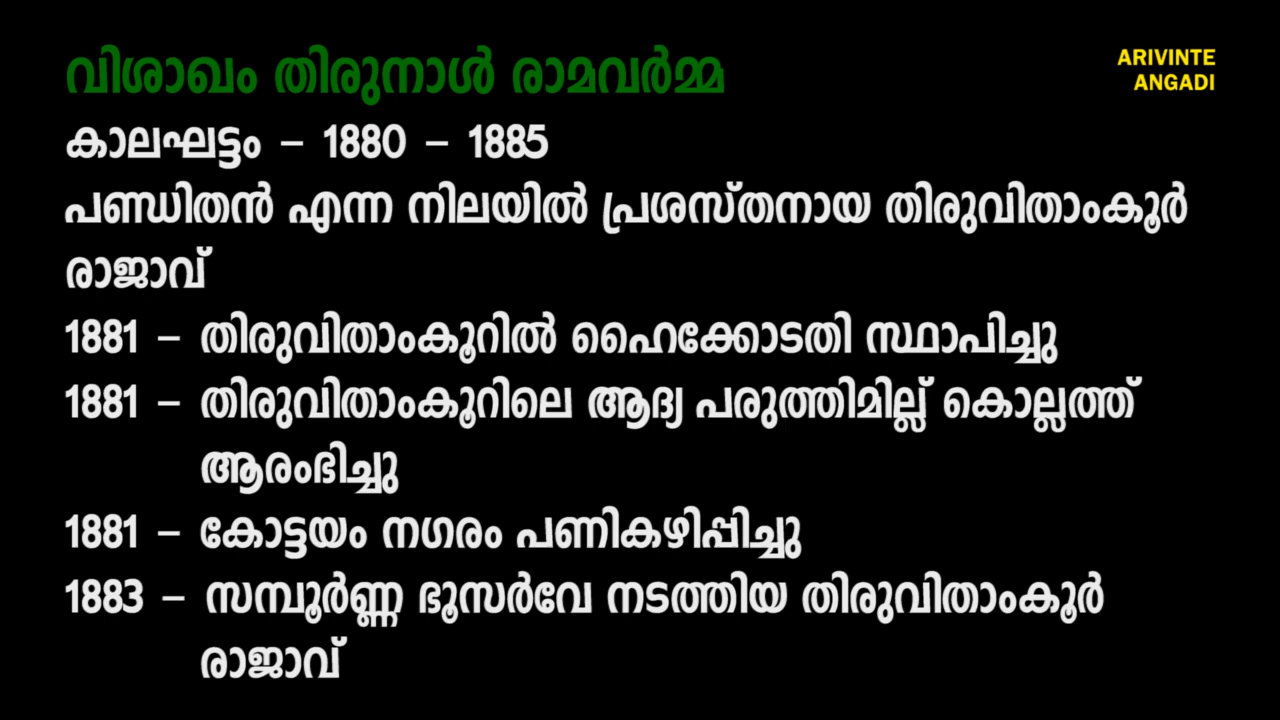 വിശാഖം തിരുനാൾ രാമവർമ്മ
ARIVINTE
ANGADI
കാലഘട്ടം – 1880 – 1885
പണ്ഡിതൻ എന്ന നിലയിൽ പ്രശസ്തനായ തിരുവിതാംകൂർ
രാജാവ്
1881 – തിരുവിതാംകൂറിൽ ഹൈക്കോടതി സ്ഥാപിച്ചു
1881 – തിരുവിതാംകൂറിലെ ആദ്യ പരുത്തിമില്ല് കൊല്ലത്ത്
ആരംഭിച്ചു
1881 – കോട്ടയം നഗരം പണികഴിപ്പിച്ചു
1883 – സമ്പൂർണ്ണ ഭൂസർവേ നടത്തിയ തിരുവിതാംകൂർ
രാജാവ്